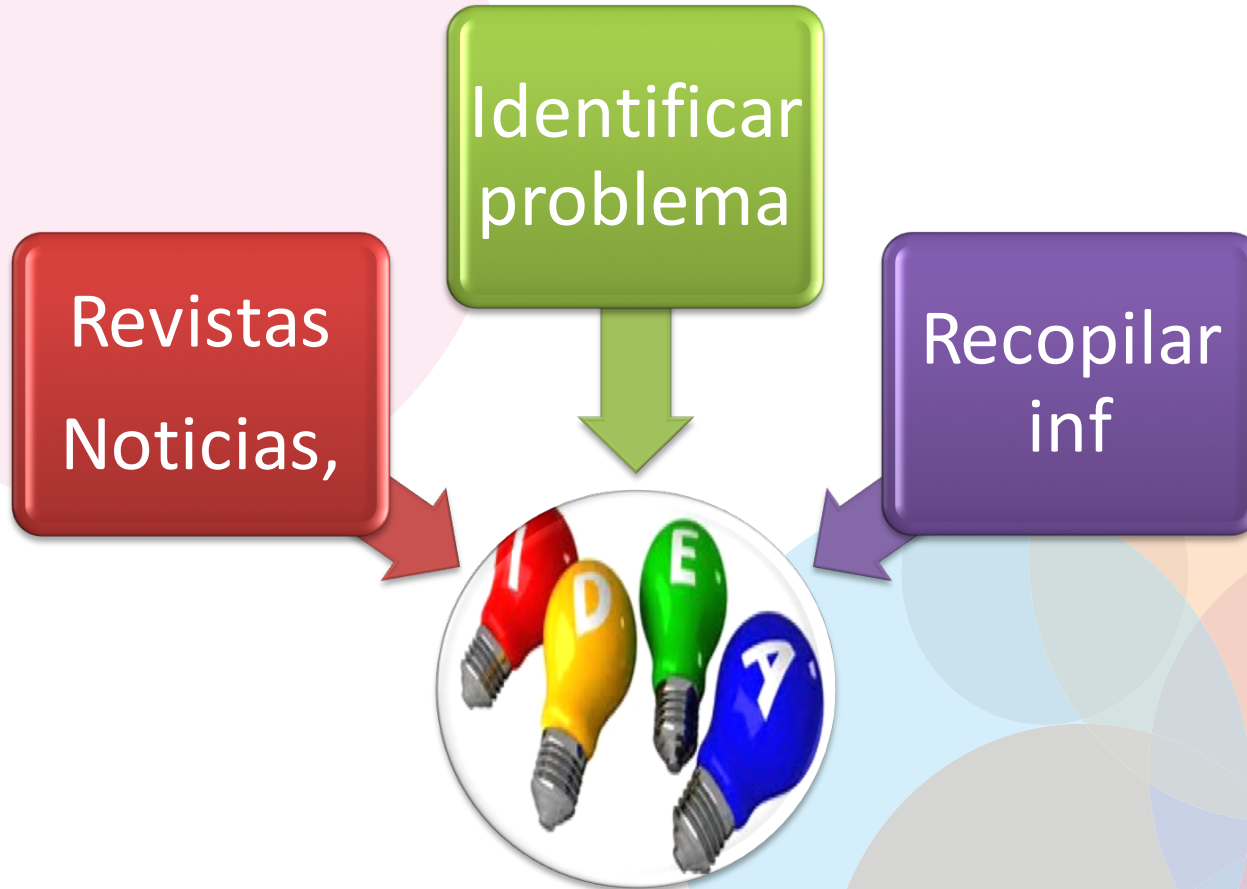 Identificar
problema
Revistas
Noticias,
Recopilar
inf
I D E A